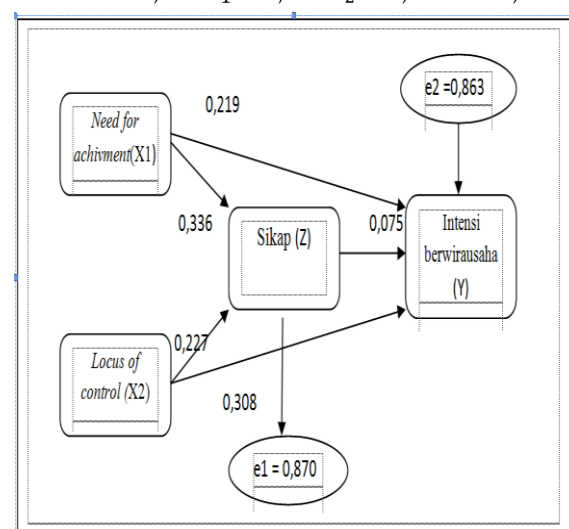 0,219
e2 =0,863
Need for
achivment(X1)
0,336
Sikap (Z)
0,075
Intensi
berwirausaha
(Y)
0,227
Locus of
control (X2)
0,308
e1 = 0,870